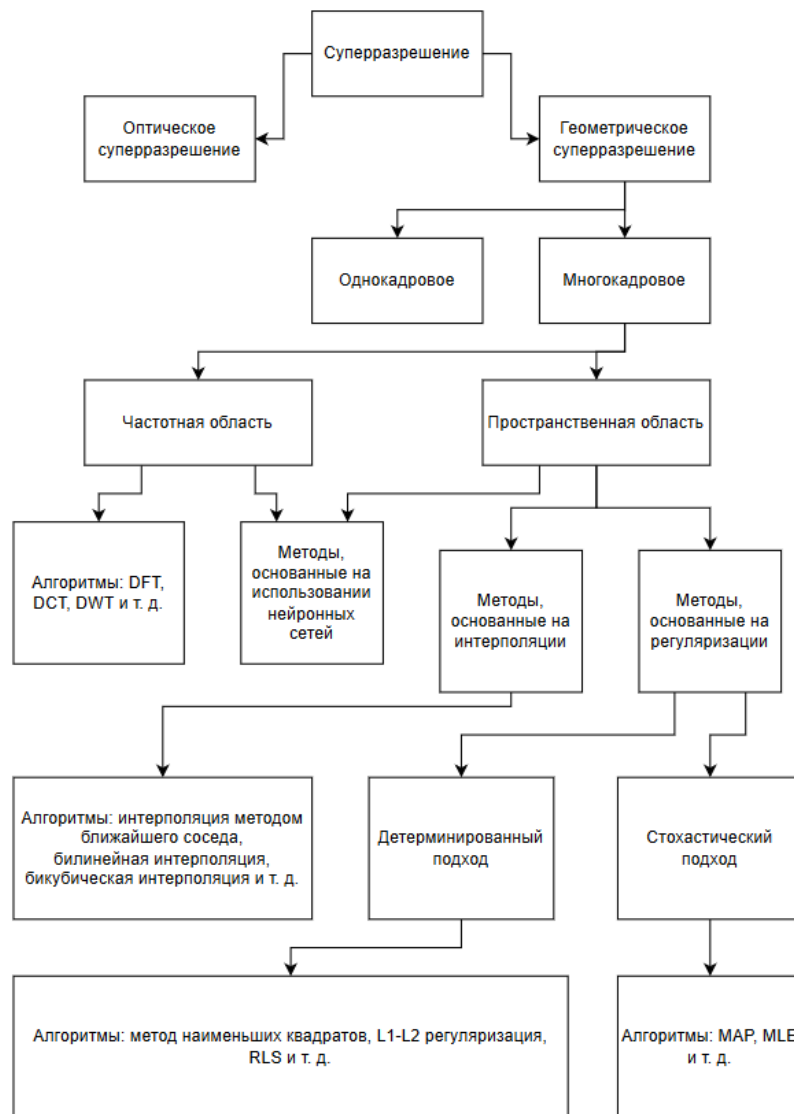 Суперразрешение
Оптическое
суперразрешение
Геометрическое
суперразрешение
Однокадровое
Многокадровое
Частотная область
Пространственная область
Алгоритмы: DFT,
DCT, DWT и т. д.
Методы,
основанные на
использовании
нейронных
сетей
Методы,
основанные на
интерполяции
Методы,
основанные на
регуляризации
Алгоритмы: интерполяция методом
ближайшего соседа,
билинейная интерполяция,
бикубическая интерполяция и т. д.
Детерминированный
подход
Стохастический
подход
Алгоритмы: метод наименьших квадратов, L1-L2 регуляризация,
RLS и т. д.
Алгоритмы: MAP, MLE
и т. д.